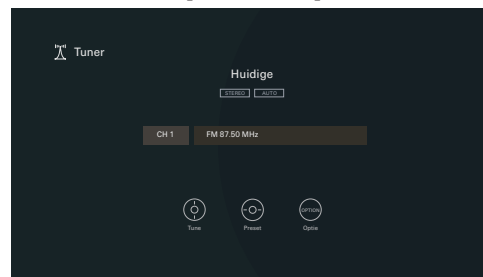 Tuner
Huidige
STEREO AUTO
CH 1 FM 87.50 MHz
OPTION
Tune Preset Optie